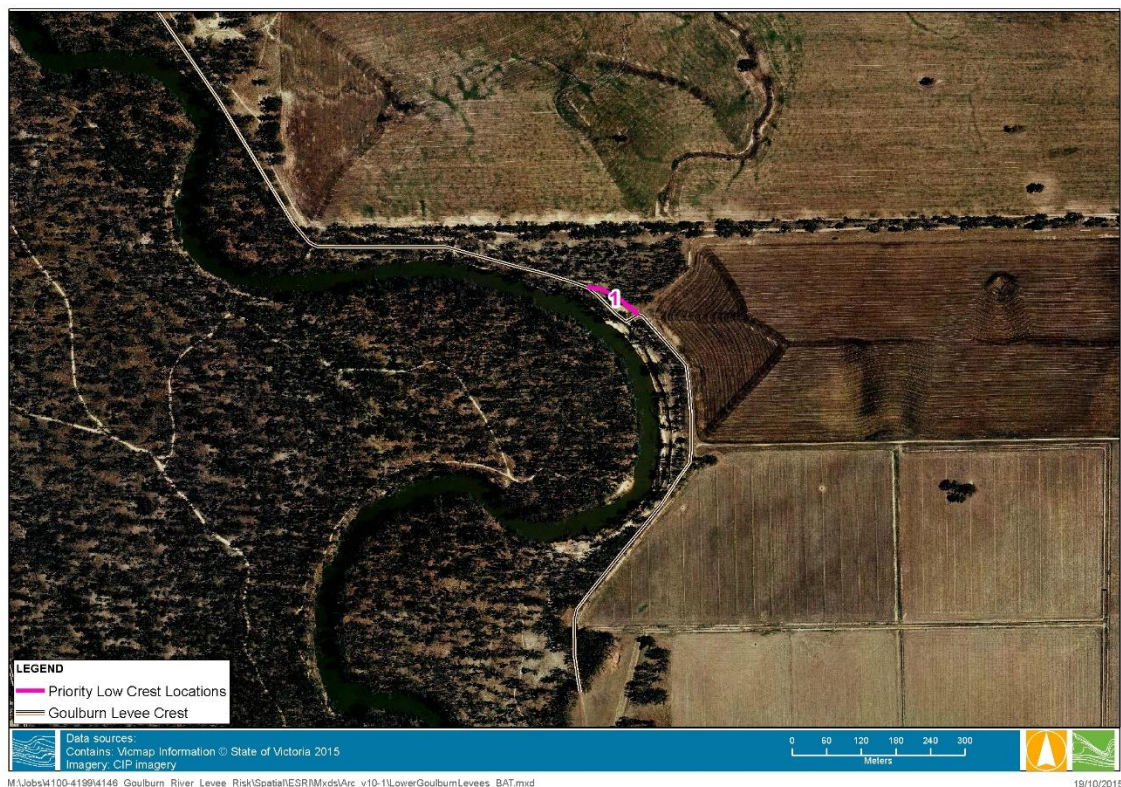 1
LEGEND
Priority Low Crest Locations
Goulburn Levee Crest
Data sources:
Contains: Vicmap Information © State of Victoria 2015
Imagery: CIP imagery
0 60 120 180 240 300
Meters
M:\Jobs\4100-4199\4146_Goulburn_River_Levee_Risk\Spatial\ESRI\Mxds\Arc_v10-1\LowerGoulburnLevees_BAT.mxd
19/10/2015